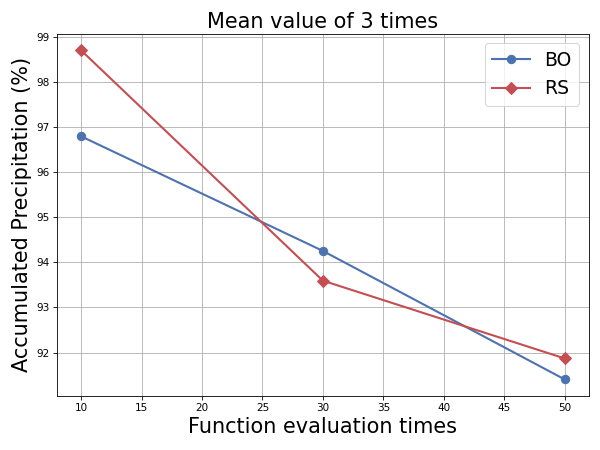 Mean value of 3 times
Accumulated Precipitation (%)
99
98
97
96
95
94
93
92
BO
RS
10 15 20 25 30 35 40 45 50
Function evaluation times